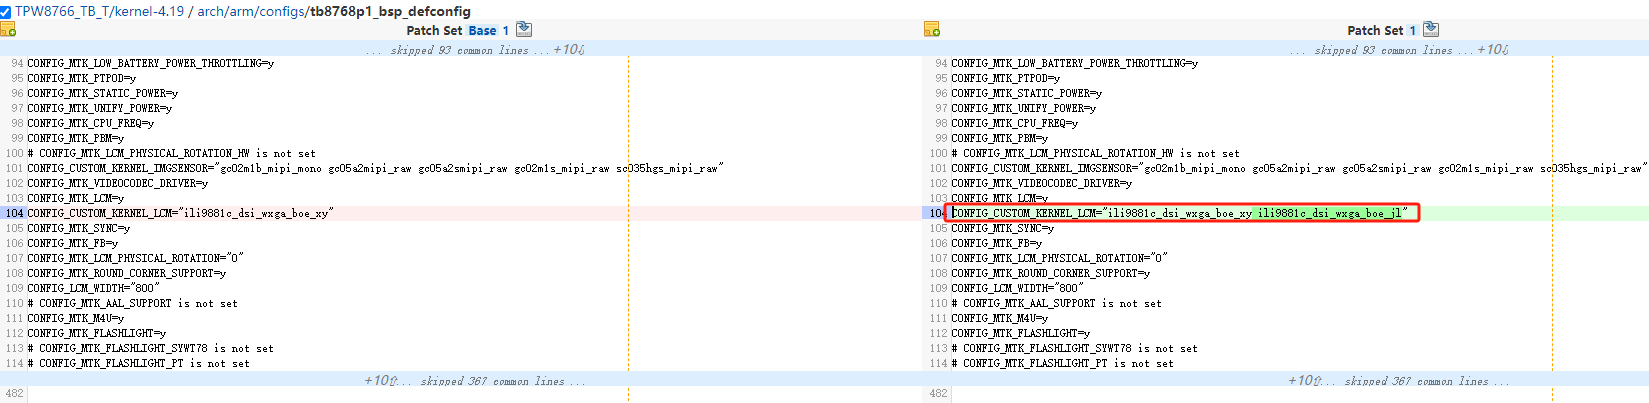 TPW8766_TB_T/kernel-4.19 / arch/arm/configs/tb8768p1_bsp_defconfig
Patch Set Base 1
... skipped 93 common lines ... +10
94 CONFIG_MTK_LOW_BATTERY_POWER_THROTTLING=y
95 CONFIG_MTK_PTPOD=y
96 CONFIG_MTK_STATIC_POWER=y
97 CONFIG_MTK_UNIFY_POWER=y
98 CONFIG_MTK_CPU_FREQ=y
99 CONFIG_MTK_PBM=y
100 # CONFIG_MTK_LCM_PHYSICAL_ROTATION_HW is not set
101 CONFIG_CUSTOM_KERNEL_IMGSENSOR="gc02m1b_mipi_mono gc05a2mipi_raw gc05a2smipi_raw gc02m1s_mipi_raw sc035hgs_mipi_raw"
102 CONFIG_MTK_VIDEOCODEC_DRIVER=y
103 CONFIG_MTK_LCM=y
104 CONFIG_CUSTOM_KERNEL_LCM="ili9881c_dsi_wxga_boe_xy"
105 CONFIG_MTK_SYNC=y
106 CONFIG_MTK_FB=y
107 CONFIG_MTK_LCM_PHYSICAL_ROTATION="0"
108 CONFIG_MTK_ROUND_CORNER_SUPPORT=y
109 CONFIG_LCM_WIDTH="800"
110 # CONFIG_MTK_AAL_SUPPORT is not set
111 CONFIG_MTK_M4U=y
112 CONFIG_MTK_FLASHLIGHT=y
113 # CONFIG_MTK_FLASHLIGHT_SYWT78 is not set
114 # CONFIG_MTK_FLASHLIGHT_PT is not set
+10 ... skipped 367 common lines ...
482
Patch Set 1
... skipped 93 common lines ... +10
94 CONFIG_MTK_LOW_BATTERY_POWER_THROTTLING=y
95 CONFIG_MTK_PTPOD=y
96 CONFIG_MTK_STATIC_POWER=y
97 CONFIG_MTK_UNIFY_POWER=y
98 CONFIG_MTK_CPU_FREQ=y
99 CONFIG_MTK_PBM=y
100 # CONFIG_MTK_LCM_PHYSICAL_ROTATION_HW is not set
101 CONFIG_CUSTOM_KERNEL_IMGSENSOR="gc02m1b_mipi_mono gc05a2mipi_raw gc05a2smipi_raw gc02m1s_mipi_raw sc035hgs_mipi_raw"
102 CONFIG_MTK_VIDEOCODEC_DRIVER=y
103 CONFIG_MTK_LCM=y
104 CONFIG_CUSTOM_KERNEL_LCM="ili9881c_dsi_wxga_boe_xy ili9881c_dsi_wxga_boe_jl"
105 CONFIG_MTK_SYNC=y
106 CONFIG_MTK_FB=y
107 CONFIG_MTK_LCM_PHYSICAL_ROTATION="0"
108 CONFIG_MTK_ROUND_CORNER_SUPPORT=y
109 CONFIG_LCM_WIDTH="800"
110 # CONFIG_MTK_AAL_SUPPORT is not set
111 CONFIG_MTK_M4U=y
112 CONFIG_MTK_FLASHLIGHT=y
113 # CONFIG_MTK_FLASHLIGHT_SYWT78 is not set
114 # CONFIG_MTK_FLASHLIGHT_PT is not set
+10 ... skipped 367 common lines ...
482